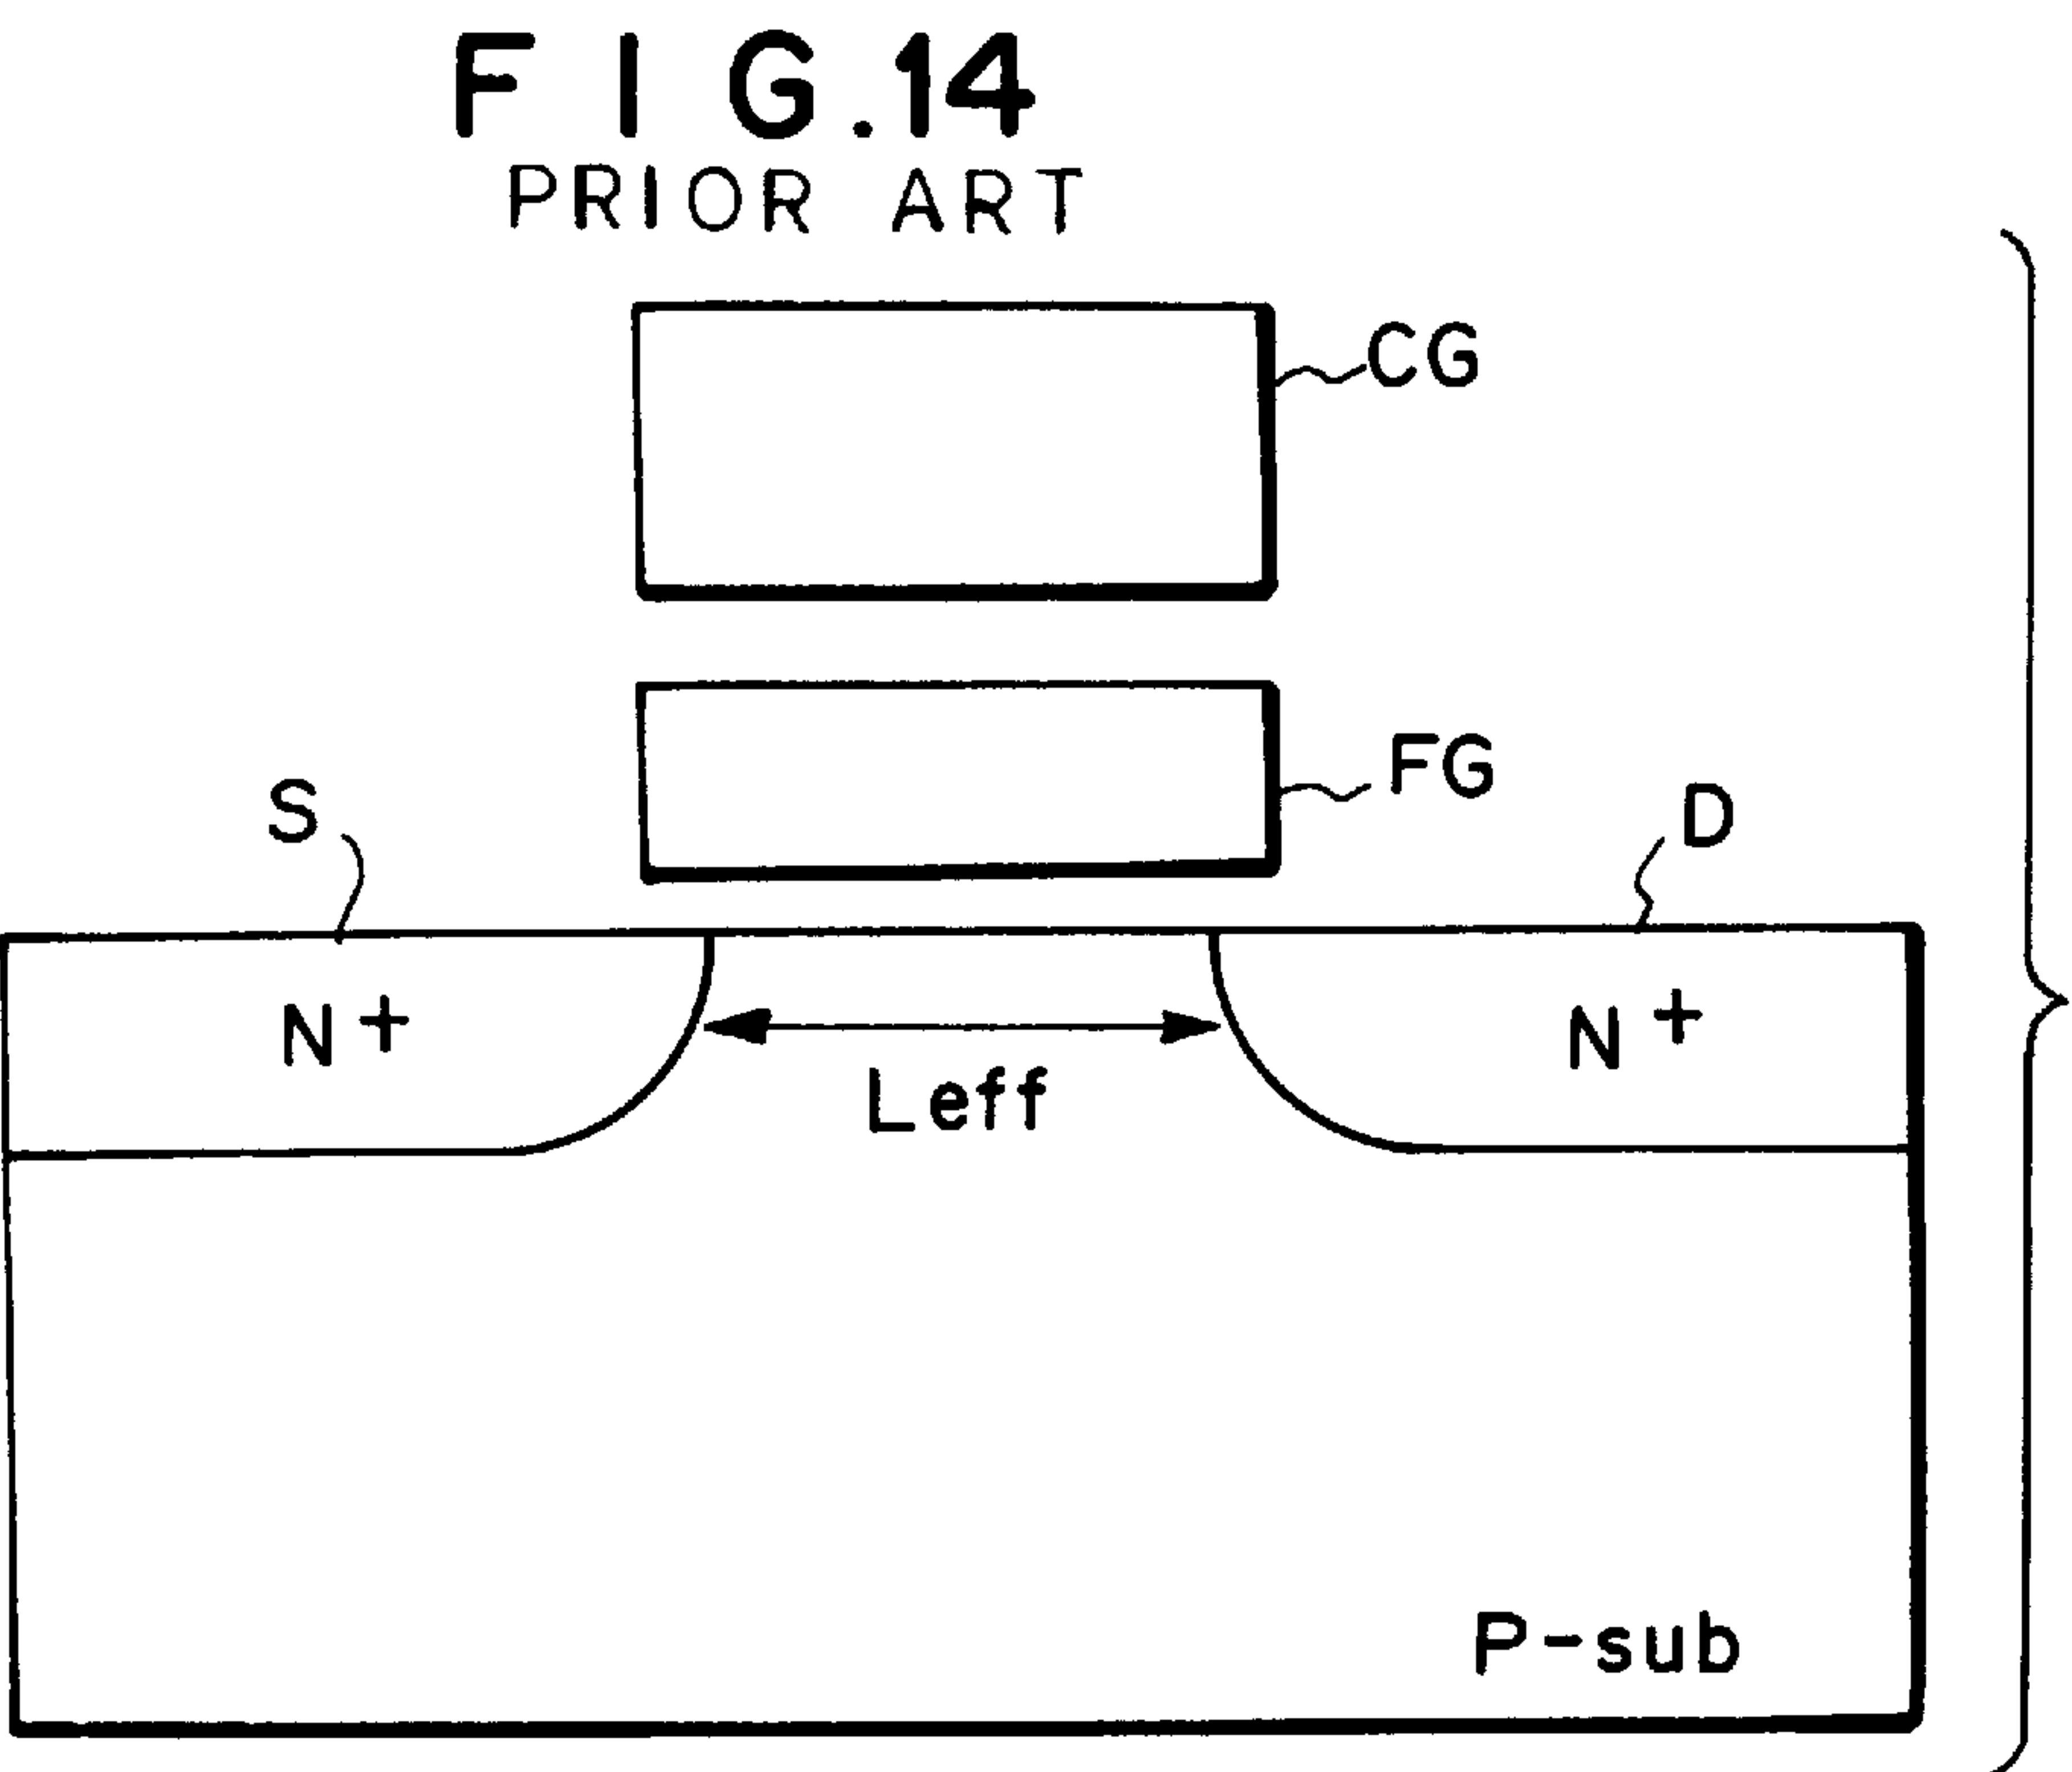 FIG.14
PRIOR ART
CG
FG
S
D
N+
N+
Leff
P-sub